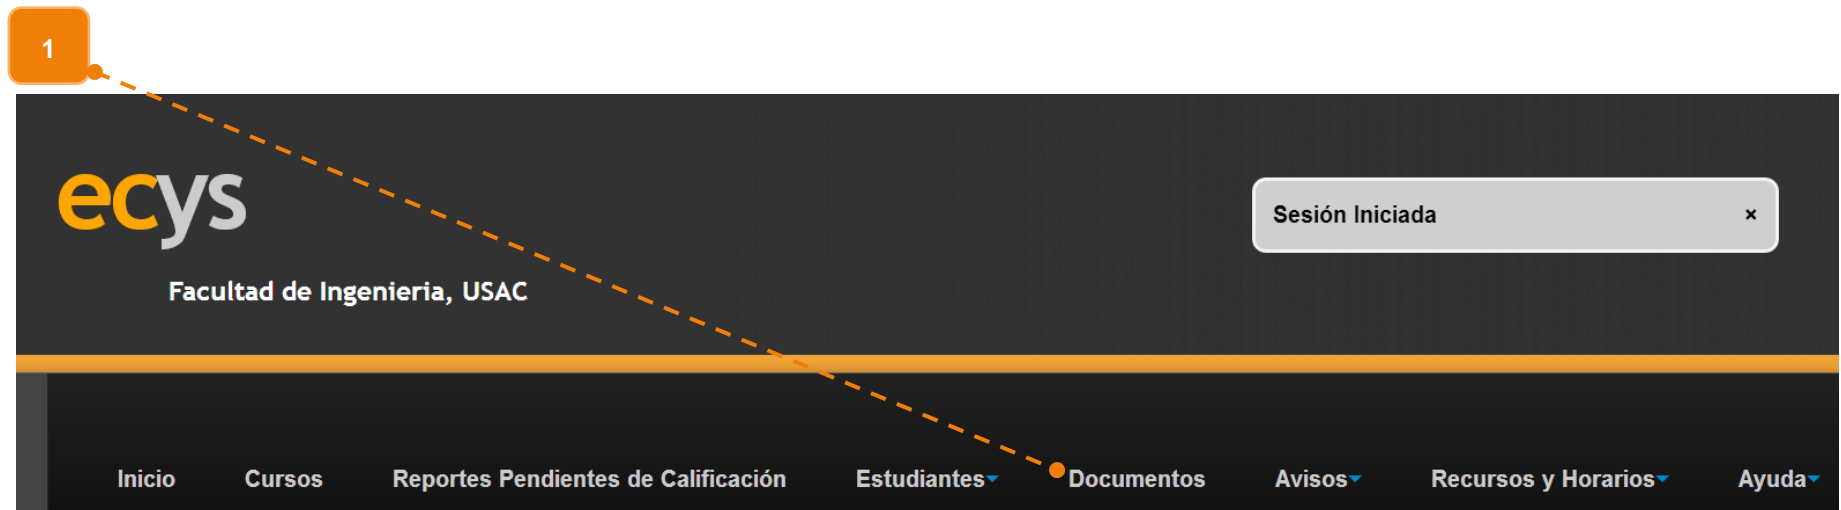 1
ecys
Facultad de Ingenieria, USAC
Sesión Iniciada ×
Inicio Cursos Reportes Pendientes de Calificación Estudiantes Documentos Avisos Recursos y Horarios Ayuda